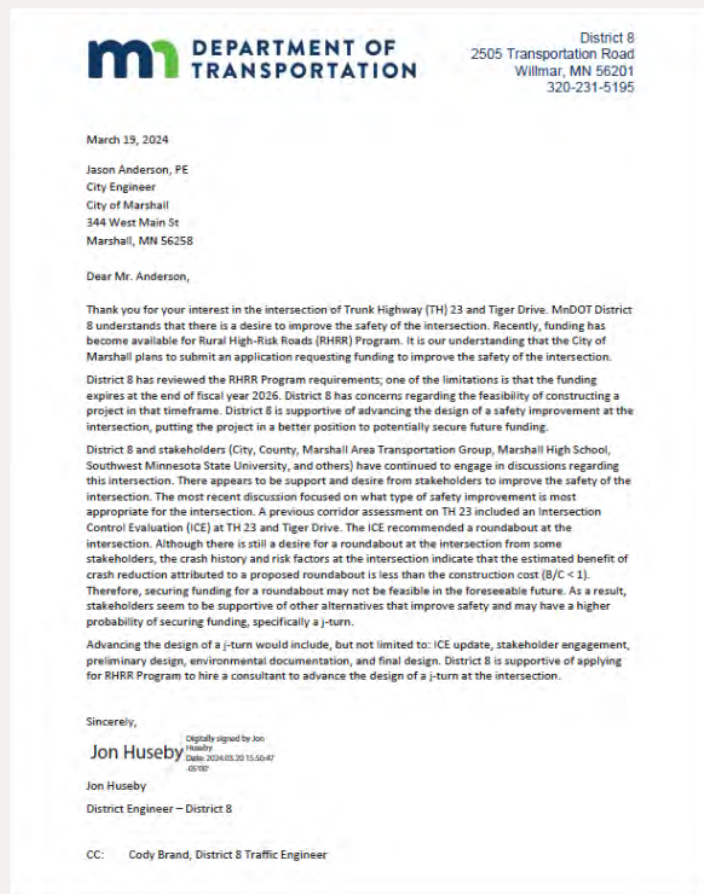 m
DEPARTMENT OF
TRANSPORTATION
District 8
2505 Transportation Road
Willmar, MN 56201
320-231-5195
March 19, 2024
Jason Anderson, PE
City Engineer
City of Marshall
344 West Main St
Marshall, MN 56258
Dear Mr. Anderson,
Thank you for your interest in the intersection of Trunk Highway (TH) 23 and Tiger Drive. MnDOT District
8 understands that there is a desire to improve the safety of the intersection. Recently, funding has
become available for Rural High-Risk Roads (RHRR) Program. It is our understanding that the City of
Marshall plans to submit an application requesting funding to improve the safety of the intersection.
District 8 has reviewed the RHRR Program requirements; one of the limitations is that the funding
expires at the end of fiscal year 2026. District 8 has concerns regarding the feasibility of constructing a
project in that timeframe. District 8 is supportive of advancing the design of a safety improvement at the
intersection, putting the project in a better position to potentially secure future funding.
District 8 and stakeholders (City, County, Marshall Area Transportation Group, Marshall High School,
Southwest Minnesota State University, and others) have continued to engage in discussions regarding
this intersection. There appears to be support and desire from stakeholders to improve the safety of the
intersection. The most recent discussion focused on what type of safety improvement is most
appropriate for the intersection. A previous corridor assessment on TH 23 included an Intersection
Control Evaluation (ICE) at TH 23 and Tiger Drive. The ICE recommended a roundabout at the
intersection. Although there is still a desire for a roundabout at the intersection from some
stakeholders, the crash history and risk factors at the intersection indicate that the estimated benefit of
crash reduction attributed to a proposed roundabout is less than the construction cost (B/C < 1).
Therefore, securing funding for a roundabout may not be feasible in the foreseeable future. As a result,
stakeholders seem to be supportive of other alternatives that improve safety and may have a higher
probability of securing funding, specifically a j-turn.
Advancing the design of a j-turn would include, but not limited to: ICE update, stakeholder engagement,
preliminary design, environmental documentation, and final design. District 8 is supportive of applying
for RHRR Program to hire a consultant to advance the design of a j-turn at the intersection.
Sincerely,
Jon Huseby
Digitally signed by Jon
Huseby
Date: 2024.03.20 15:50:47
-05'00'
Jon Huseby
District Engineer – District 8
CC: Cody Brand, District 8 Traffic Engineer